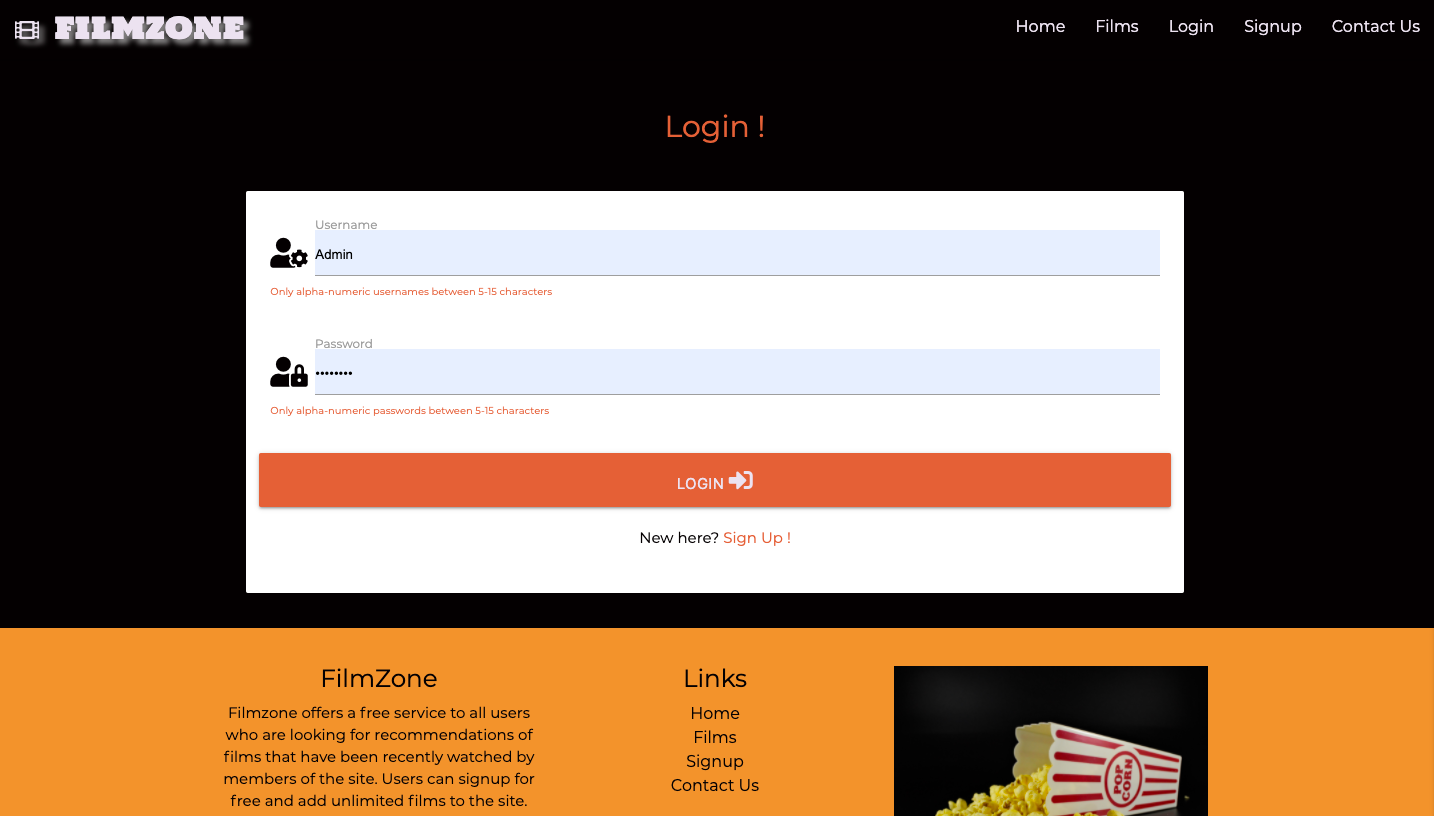 FILMZONE
Home Films Login Signup Contact Us
Login !
Username
Admin
Only alpha-numeric usernames between 5-15 characters
Password
••••••••
Only alpha-numeric passwords between 5-15 characters
LOGIN
New here? Sign Up !
FilmZone
Filmzone offers a free service to all users
who are looking for recommendations of
films that have been recently watched by
members of the site. Users can signup for
free and add unlimited films to the site.
Links
Home
Films
Signup
Contact Us
POP
CORN